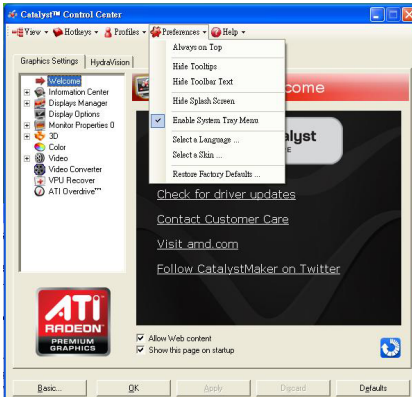 Catalyst™ Control Center
View Hotkeys Profiles Preferences Help
Always on Top
Hide Tooltips
Hide Toolbar Text
Hide Splash Screen
Enable System Tray Menu
Select a Language ...
Select a Skin ...
Restore Factory Defaults ...
Graphics Settings HydraVision
Welcome
Information Center
Displays Manager
Display Options
Monitor Properties 0
3D
Color
Video
Video Converter
VPU Recover
ATI Overdrive™
come
alyst
Check for driver updates
Contact Customer Care
Visit amd.com
Follow CatalystMaker on Twitter
ATI
RADEON
PREMIUM
GRAPHICS
Allow Web content
Show this page on startup
Basic... OK Apply Discard Defaults